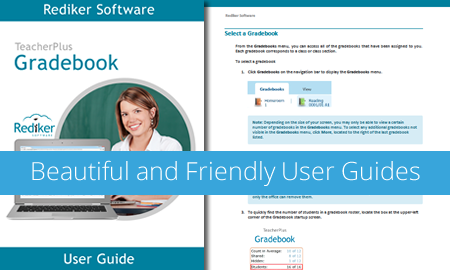 Rediker Software
TeacherPlus
Gradebook
Rediker
SOFTWARE
User Guide
Beautiful and Friendly User Guides
Rediker Software
Select a Gradebook
From the Gradebooks menu, you can access all of the gradebooks that have been assigned to you.
Each gradebook corresponds to a class or class section.
To select a gradebook
1. Click Gradebooks on the navigation bar to display the Gradebooks menu.
Gradebooks
View
Homeroom
Reading
Note: Depending on the size of your screen, you may only be able to view a certain
number of gradebooks in the Gradebooks menu. To select any additional gradebooks not
visible in the Gradebooks menu, click More, located to the right of the last gradebook
listed.
only the office can remove them.
3. To quickly find the number of students in a gradebook roster, locate the box at the upper-left
corner of the Gradebook startup screen.
TeacherPlus
Gradebook
Count in Average:
Shared:
Hidden:
Students: